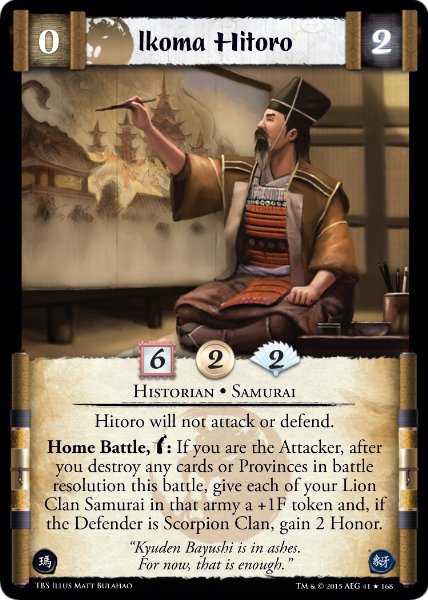 0
Ikoma Hitoro
2
6
2
2
Historian • Samurai
Hitoro will not attack or defend.
Home Battle, : If you are the Attacker, after
you destroy any cards or Provinces in battle
resolution this battle, give each of your Lion
Clan Samurai in that army a +1F token and, if
the Defender is Scorpion Clan, gain 2 Honor.
“Kyuden Bayushi is in ashes.
For now, that is enough.”
TBS Illus Matt Bulahao
TM & © 2015 AEG 41 ★ 168